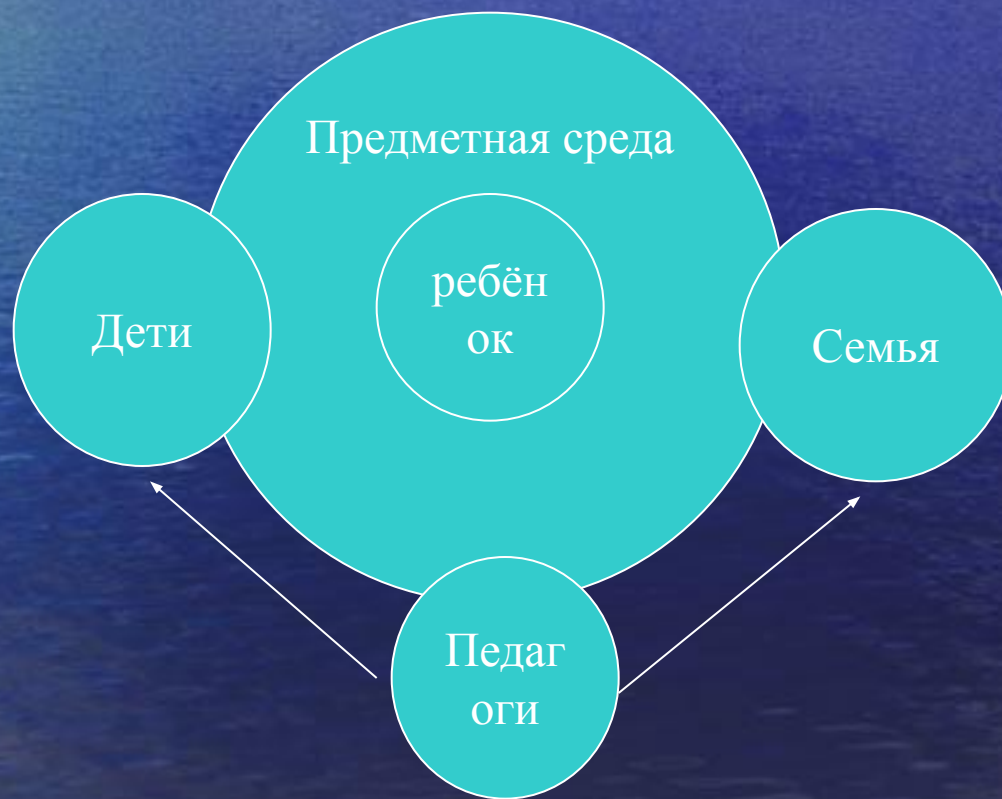 Предметная среда
ребён
ок
Дети
Семья
Педаг
оги